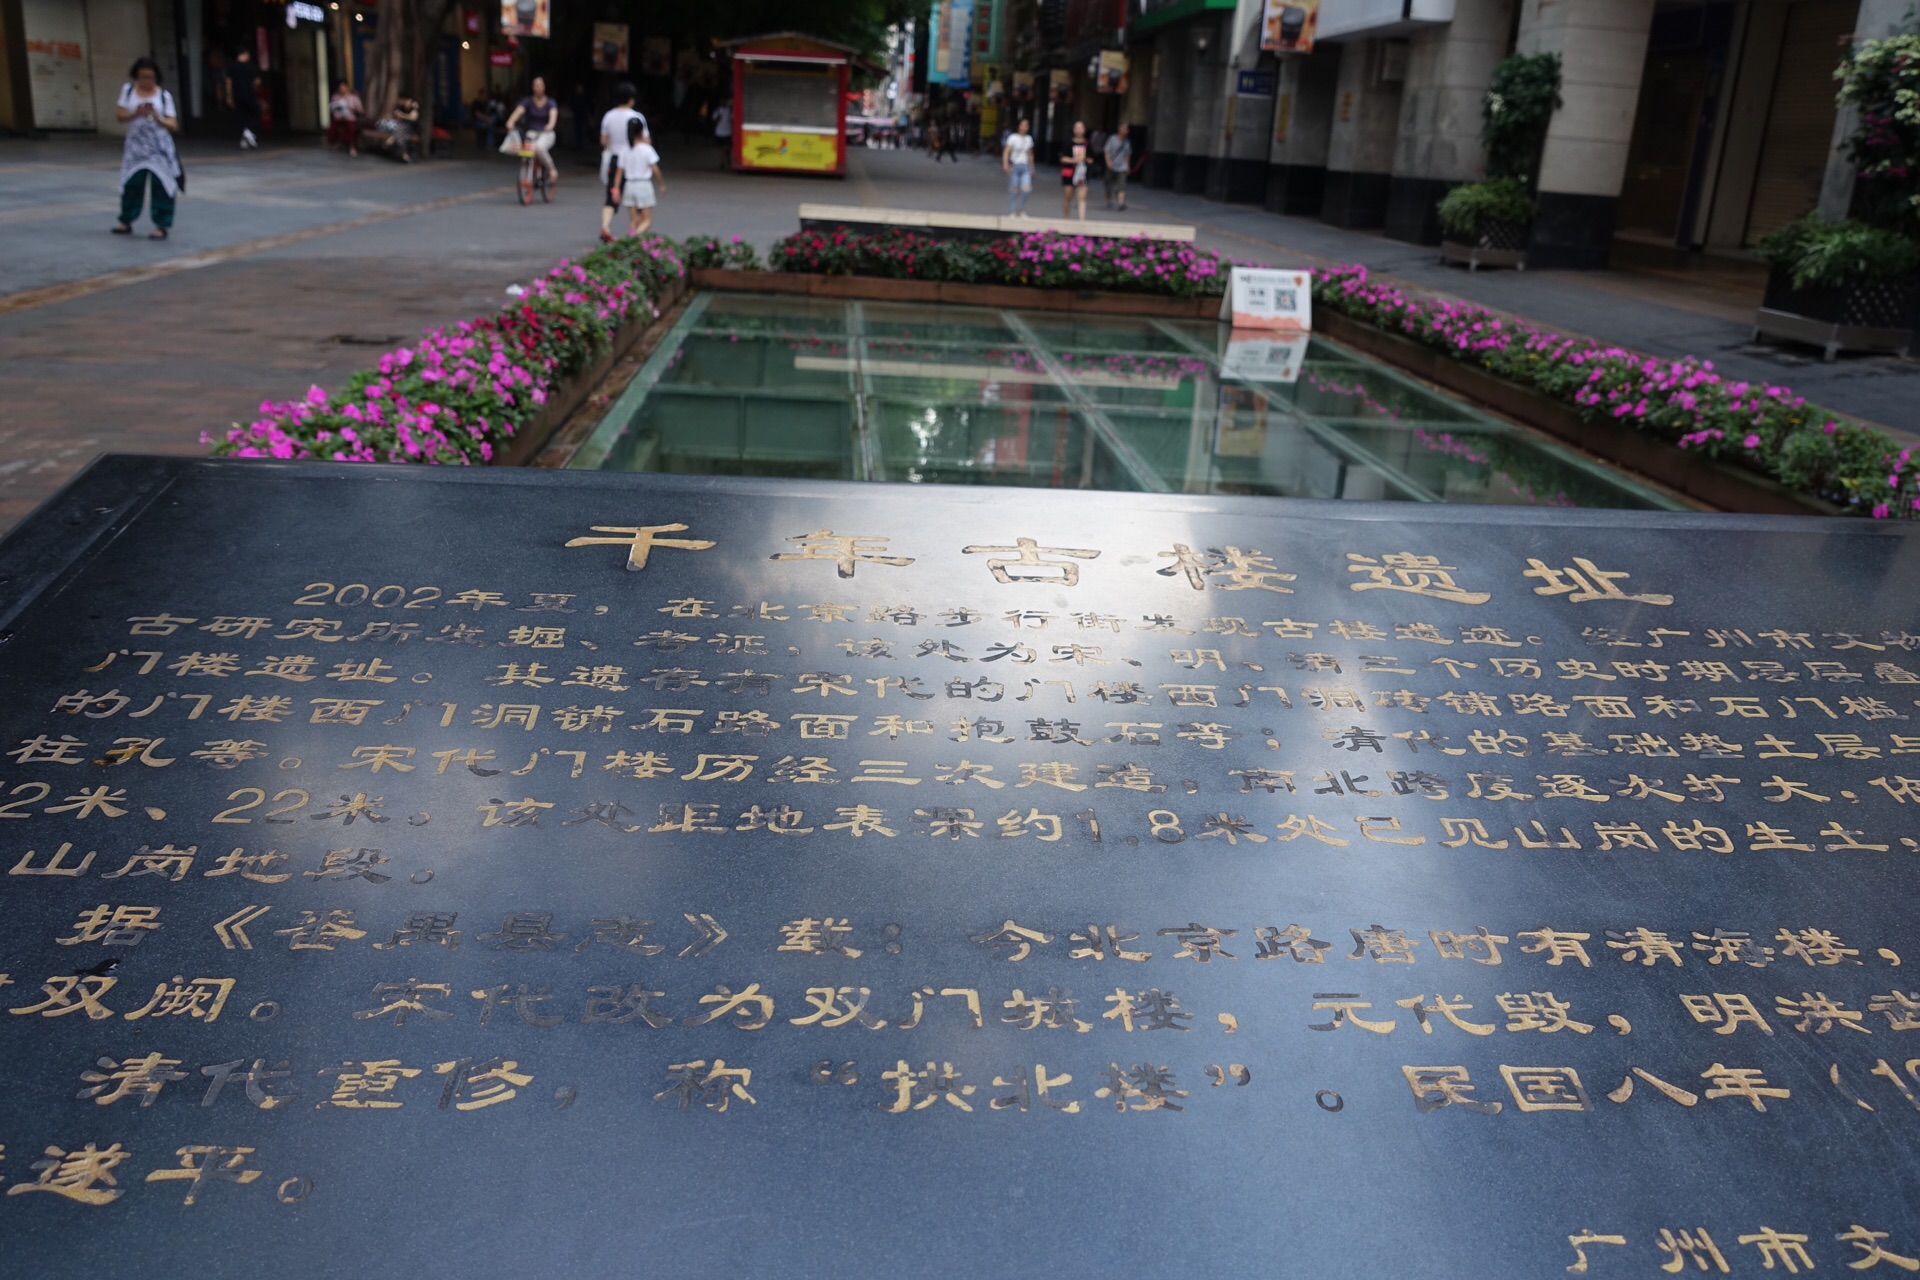 千年古楼遗址
2002年夏，在北京路步行街发现古楼遗迹。经广州市文物
古研究所发掘、考证，该处为宋、明、清三个历史时期层层叠
门楼遗址。其遗存有宋代的门楼西门洞砖铺路面和石门槛
的门楼西门洞铺石路面和抱鼓石等；清代的基础垫土层与
柱孔等。宋代门楼历经三次建造，南北跨度逐次扩大，依
2米、22米。该处距地表深约1.8米处已见山岗的生土，
山岗地段。
据《番禺县志》载：今北京路唐时有清海楼，
双阙。宋代改为双门城楼，元代毁，明洪武
清代重修，称“拱北楼”。民国八年（19
遂平。
广州市文